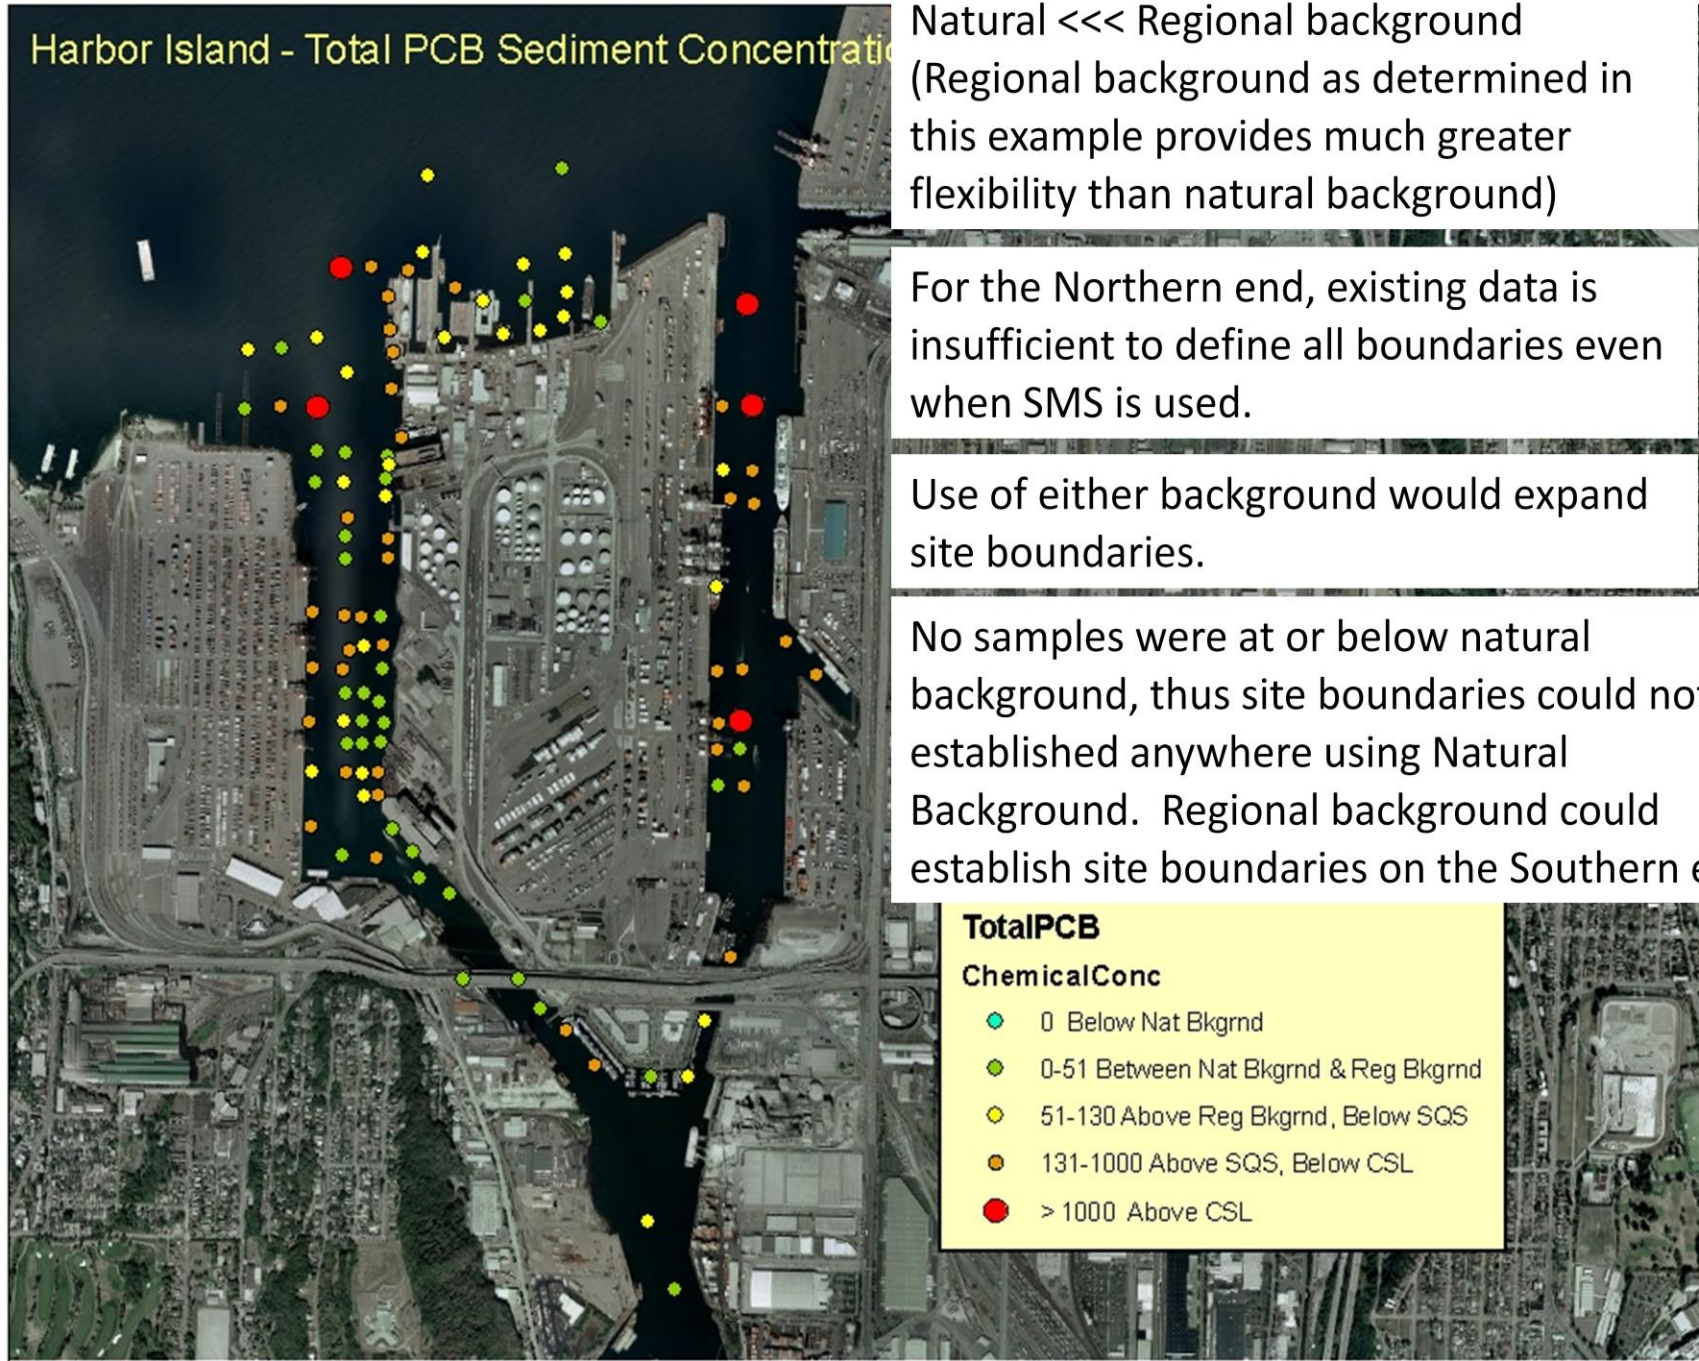 Harbor Island - Total PCB Sediment Concentratio
Natural <<< Regional background
(Regional background as determined in
this example provides much greater
flexibility than natural background)
For the Northern end, existing data is
insufficient to define all boundaries even
when SMS is used.
Use of either background would expand
site boundaries.
No samples were at or below natural
background, thus site boundaries could not
established anywhere using Natural
Background.  Regional background could
establish site boundaries on the Southern e
TotalPCB
ChemicalConc
0 Below Nat Bkgrnd
0-51 Between Nat Bkgrnd & Reg Bkgrnd
51-130 Above Reg Bkgrnd, Below SQS
131-1000 Above SQS, Below CSL
> 1000 Above CSL